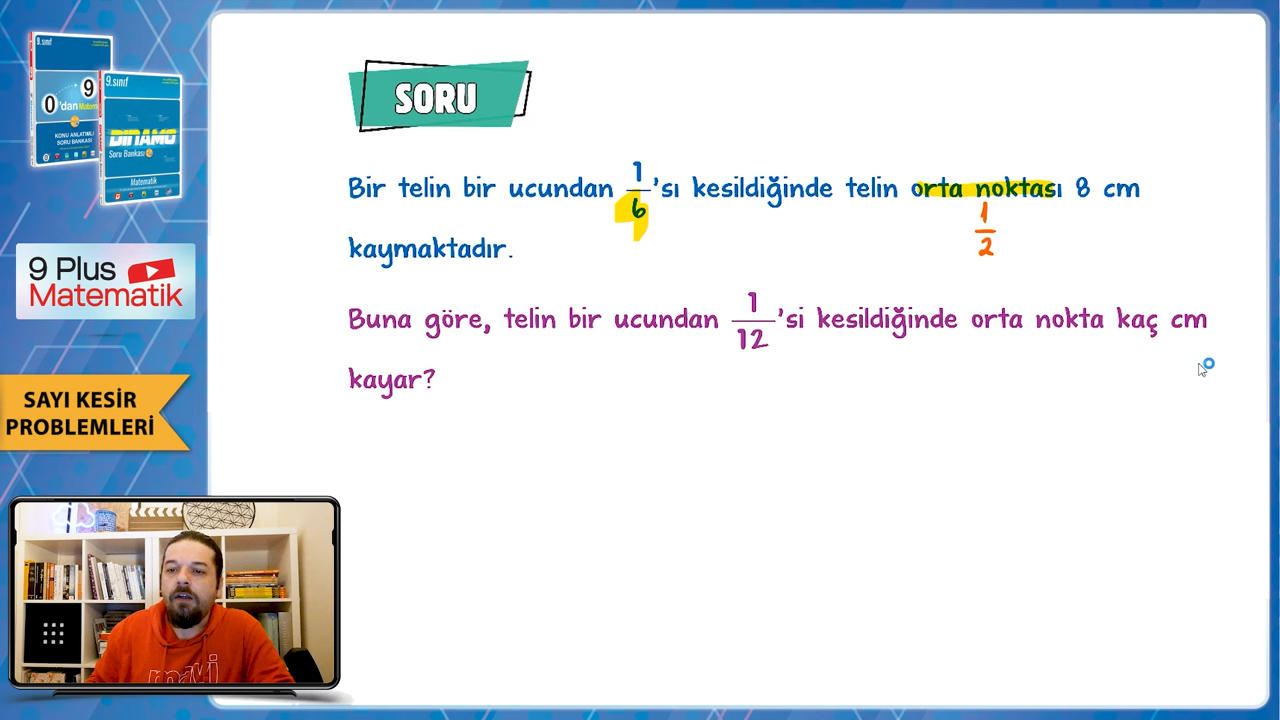 9.sınıf
0'dan 9
Matematik
KONU ANLATIMLI
SORU BANKASI
9.sınıf
DİNAMO
Soru Bankası
Matematik
SORU
Bir telin bir ucundan 1/6'sı kesildiğinde telin orta noktası 8 cm
1/2
kaymaktadır.
Buna göre, telin bir ucundan 1/12'si kesildiğinde orta nokta kaç cm
kayar?
9 Plus
Matematik
SAYI KESİR
PROBLEMLERİ